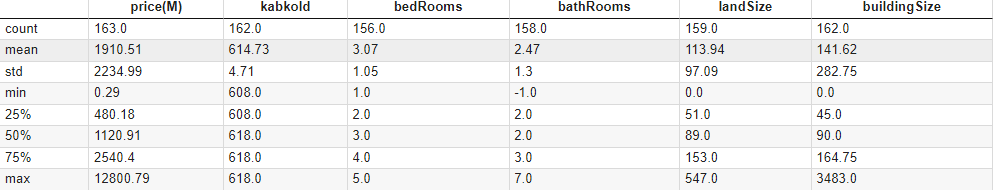 price(M) kabkold bedRooms bathRooms landSize buildingSize
count 163.0 162.0 156.0 158.0 159.0 162.0
mean 1910.51 614.73 3.07 2.47 113.94 141.62
std 2234.99 4.71 1.05 1.3 97.09 282.75
min 0.29 608.0 1.0 -1.0 0.0 0.0
25% 480.18 608.0 2.0 2.0 51.0 45.0
50% 1120.91 618.0 3.0 2.0 89.0 90.0
75% 2540.4 618.0 4.0 3.0 153.0 164.75
max 12800.79 618.0 5.0 7.0 547.0 3483.0